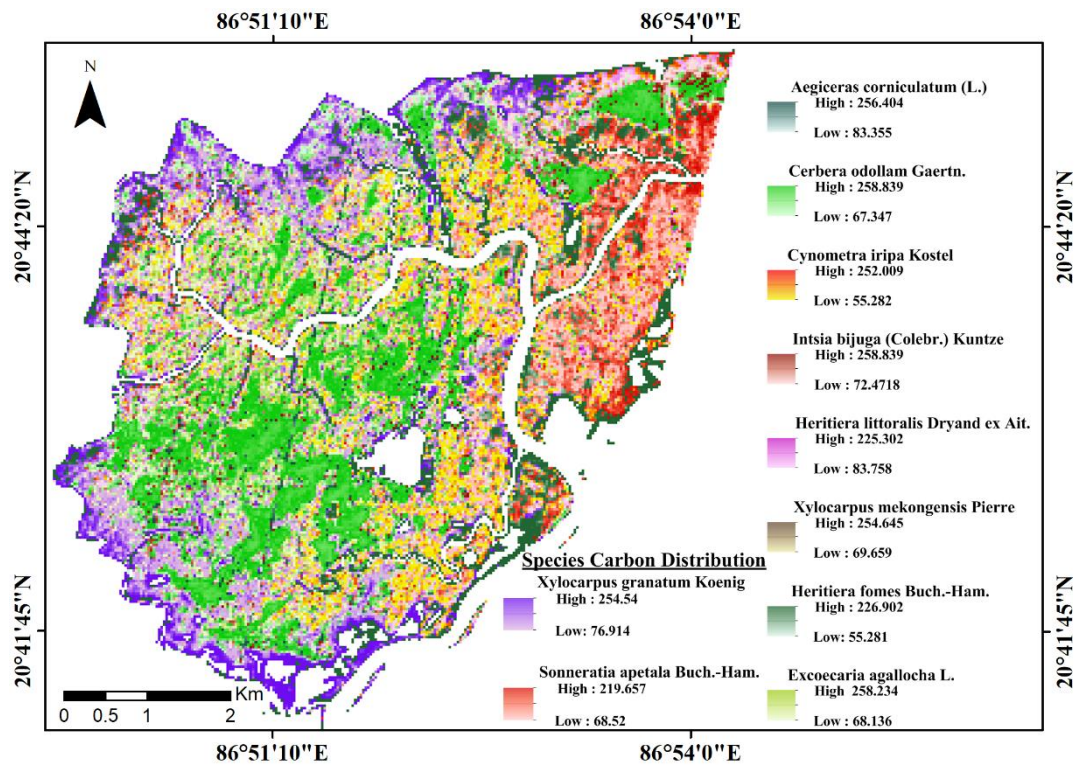 86°51'10"E 86°54'0"E
N
20°44'20"N
20°41'45"N
Aegiceras corniculatum (L.)
High : 256.404
Low : 83.355
Cerbera odollam Gaertn.
High : 258.839
Low : 67.347
Cynometra iripa Kostel
High : 252.009
Low : 55.282
Intsia bijuga (Colebr.) Kuntze
High : 258.839
Low : 72.4718
Heritiera littoralis Dryand ex Ait.
High : 225.302
Low : 83.758
Xylocarpus mekongensis Pierre
High : 254.645
Low : 69.659
Heritiera fomes Buch.-Ham.
High : 226.902
Low : 55.281
Excoecaria agallocha L.
High 258.234
Low : 68.136
Species Carbon Distribution
Xylocarpus granatum Koenig
High : 254.54
Low: 76.914
Sonneratia apetala Buch.-Ham.
High : 219.657
Low : 68.52
Km
0 0.5 1 2
20°44'20"N
20°41'45"N
86°51'10"E 86°54'0"E